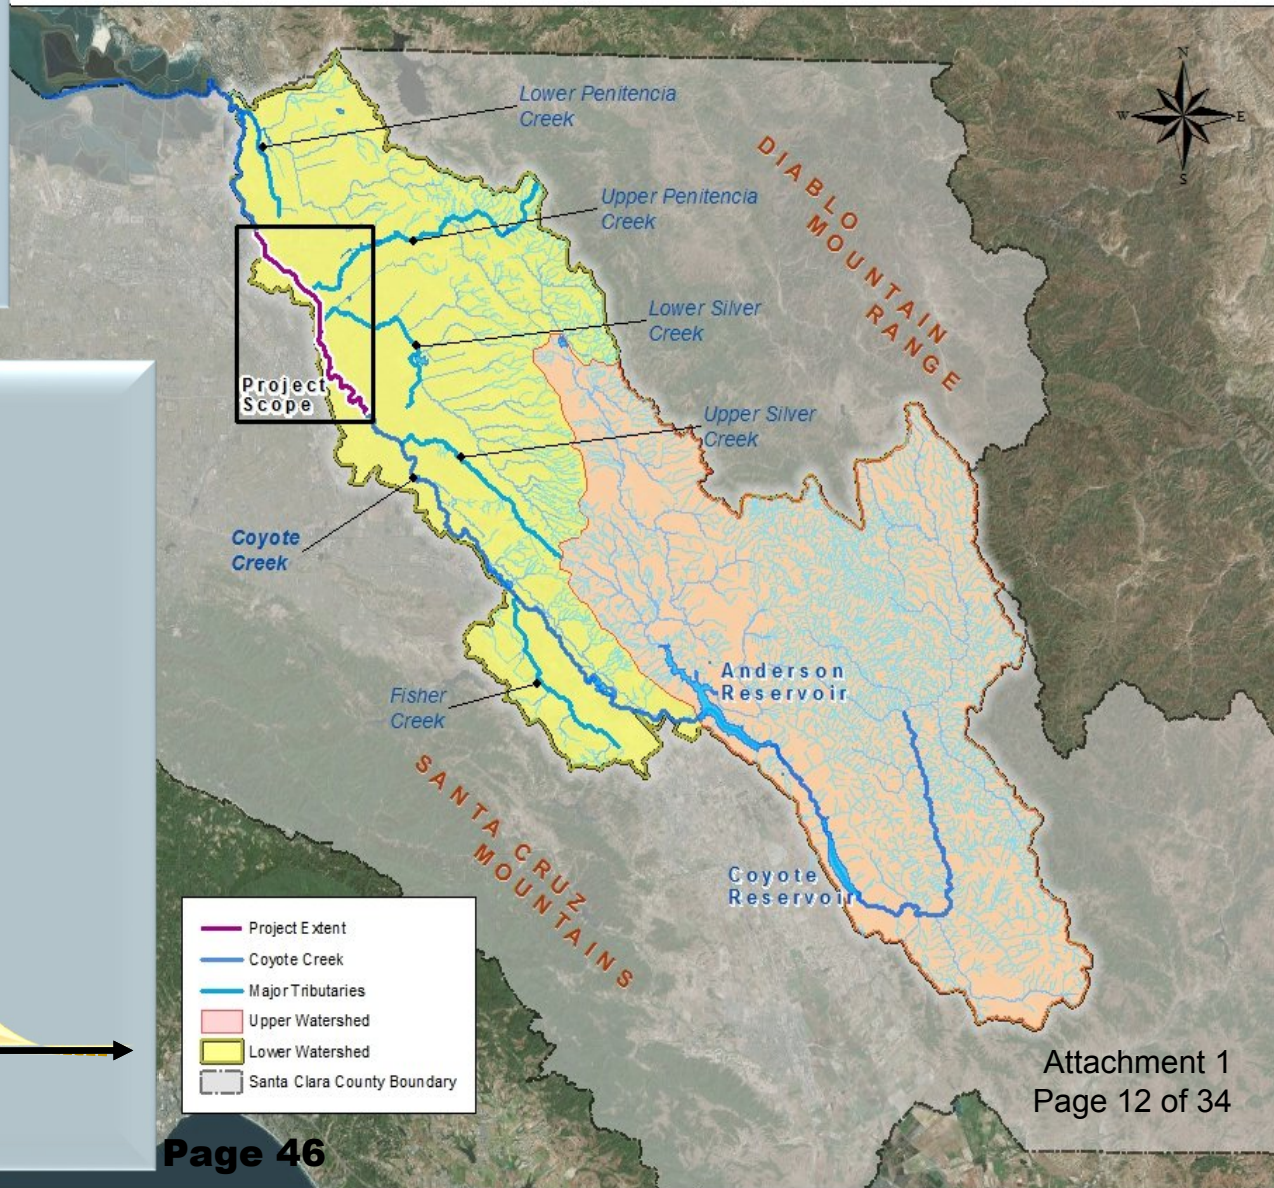 N
W
E
S
Lower Penitencia
Creek
DIABLO
MOUNTAIN
RANGE
Upper Penitencia
Creek
Lower Silver
Creek
Project
Scope
Upper Silver
Creek
Coyote
Creek
Anderson
Reservoir
Fisher
Creek
SANTA CRUZ
MOUNTAINS
Coyote
Reservoir
Project Extent
Coyote Creek
Major Tributaries
Upper Watershed
Lower Watershed
Santa Clara County Boundary
Attachment 1
Page 12 of 34
Page 46